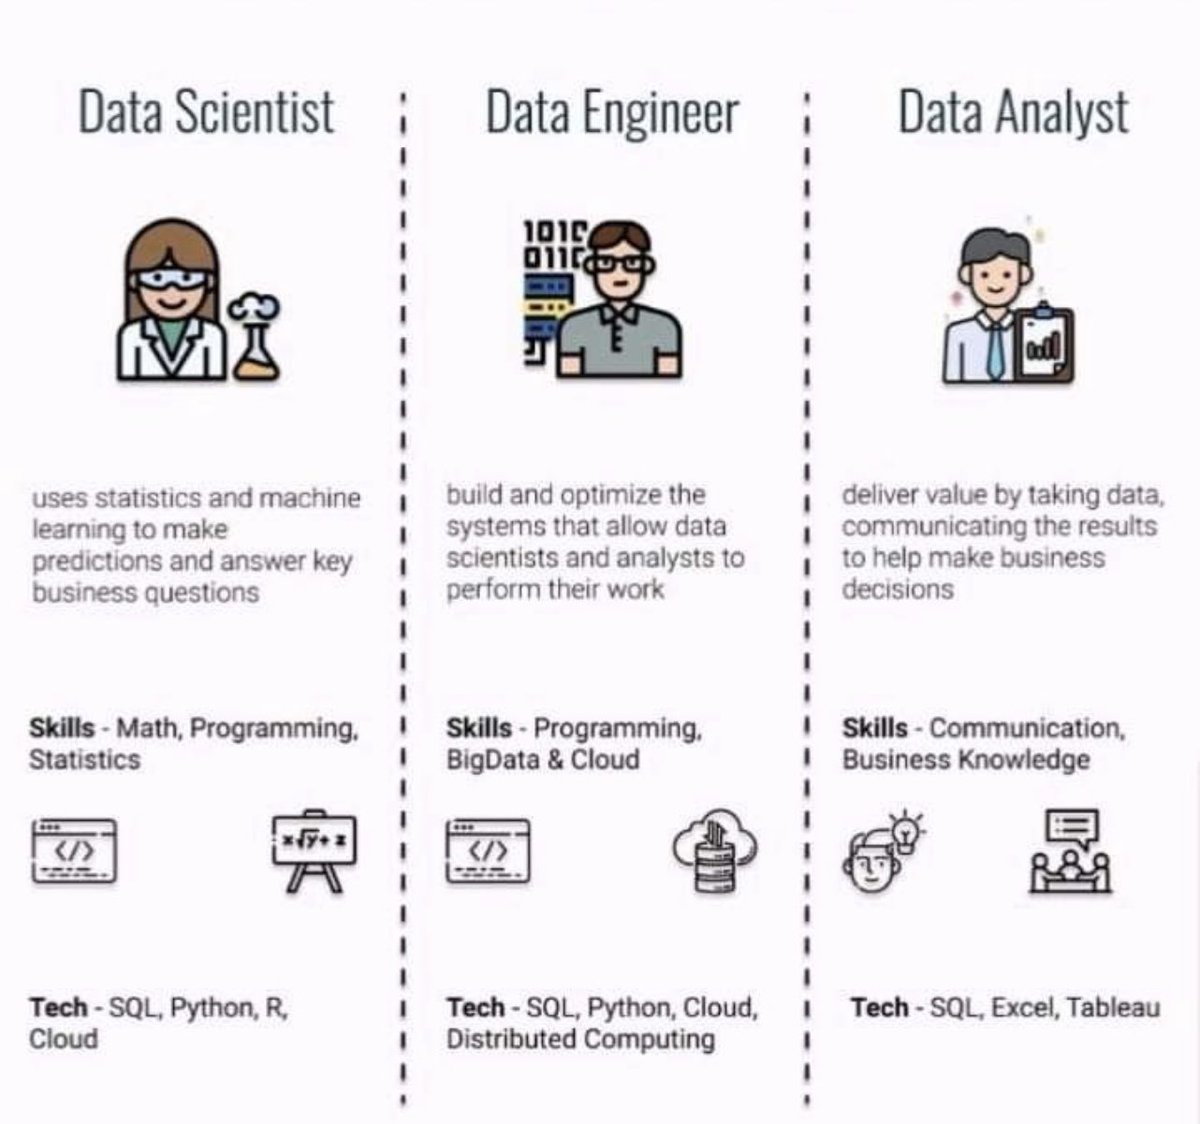 Data Scientist
uses statistics and machine
learning to make
predictions and answer key
business questions
Skills - Math, Programming,
Statistics
</>
x√y+ z
Tech - SQL, Python, R,
Cloud
Data Engineer
101C
011C
build and optimize the
systems that allow data
scientists and analysts to
perform their work
Skills - Programming,
BigData & Cloud
</>
Tech - SQL, Python, Cloud,
Distributed Computing
Data Analyst
deliver value by taking data,
communicating the results
to help make business
decisions
Skills - Communication,
Business Knowledge
Tech - SQL, Excel, Tableau